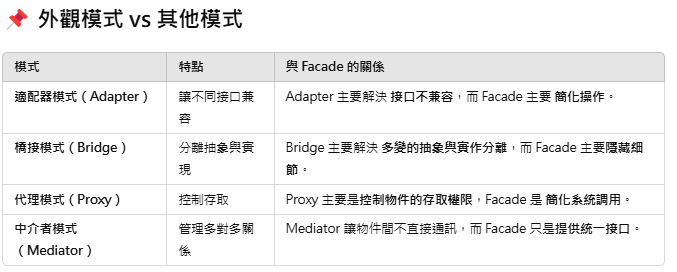 📌 外觀模式 vs 其他模式
模式 特點 與 Facade 的關係
適配器模式（Adapter） 讓不同接口兼 Adapter 主要解決 接口不兼容，而 Facade 主要 簡化操作。
容
橋接模式（Bridge） 分離抽象與實 Bridge 主要解決 多變的抽象與實作分離，而 Facade 主要隱藏細
現 節。
代理模式（Proxy） 控制存取 Proxy 主要是控制物件的存取權限，Facade 是 簡化系統調用。
中介者模式 管理多對多關 Mediator 讓物件間不直接通訊，而 Facade 只是提供統一接口。
（Mediator） 係